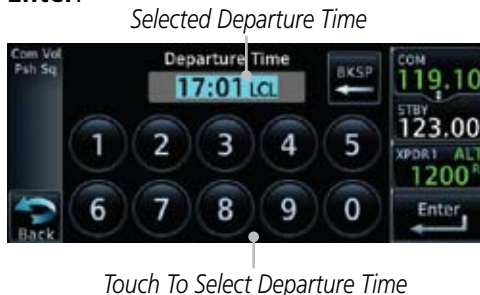 Enter.
Selected Departure Time
Com Vol
Psh Sq
Departure Time
17:01 LCL
BKSP
COM
119.10
STBY
123.00
1 2 3 4 5
XPDR1 ALT
1200 R
6 7 8 9 0
Enter
Back
Touch To Select Departure Time